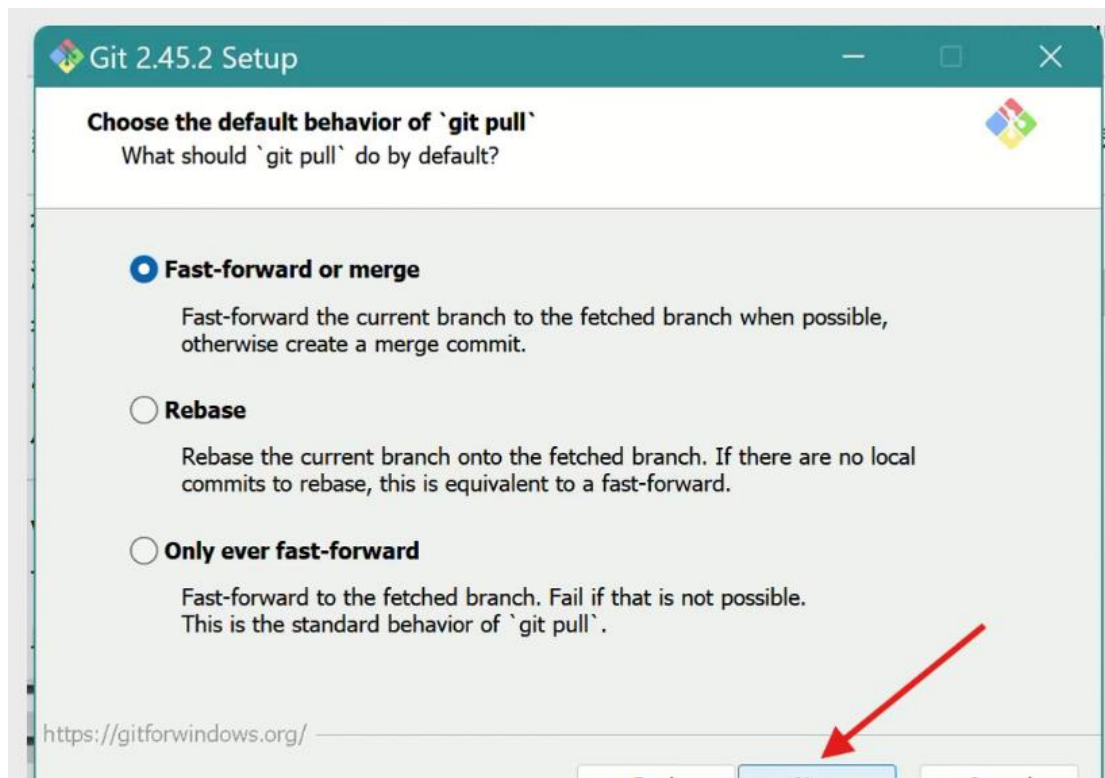 Git 2.45.2 Setup
Choose the default behavior of `git pull`
What should `git pull` do by default?
Fast-forward or merge
Fast-forward the current branch to the fetched branch when possible,
otherwise create a merge commit.
Rebase
Rebase the current branch onto the fetched branch. If there are no local
commits to rebase, this is equivalent to a fast-forward.
Only ever fast-forward
Fast-forward to the fetched branch. Fail if that is not possible.
This is the standard behavior of `git pull`.
https://gitforwindows.org/